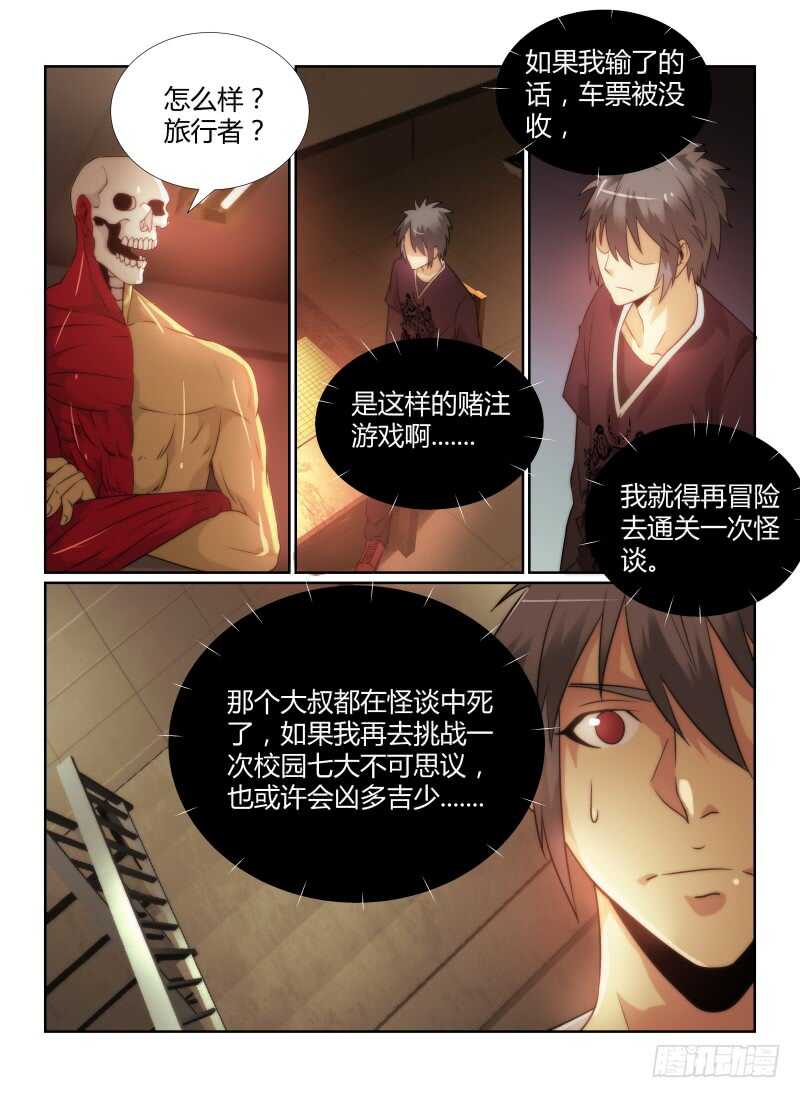 怎么样？
旅行者？
是这样的赌注
游戏啊.......
如果我输了的
话，车票被没
收，
我就得再冒险
去通关一次怪
谈。
那个大叔都在怪谈中死
了，如果我再去挑战一
次校园七大不可思议，
也或许会凶多吉少.......
腾讯动漫